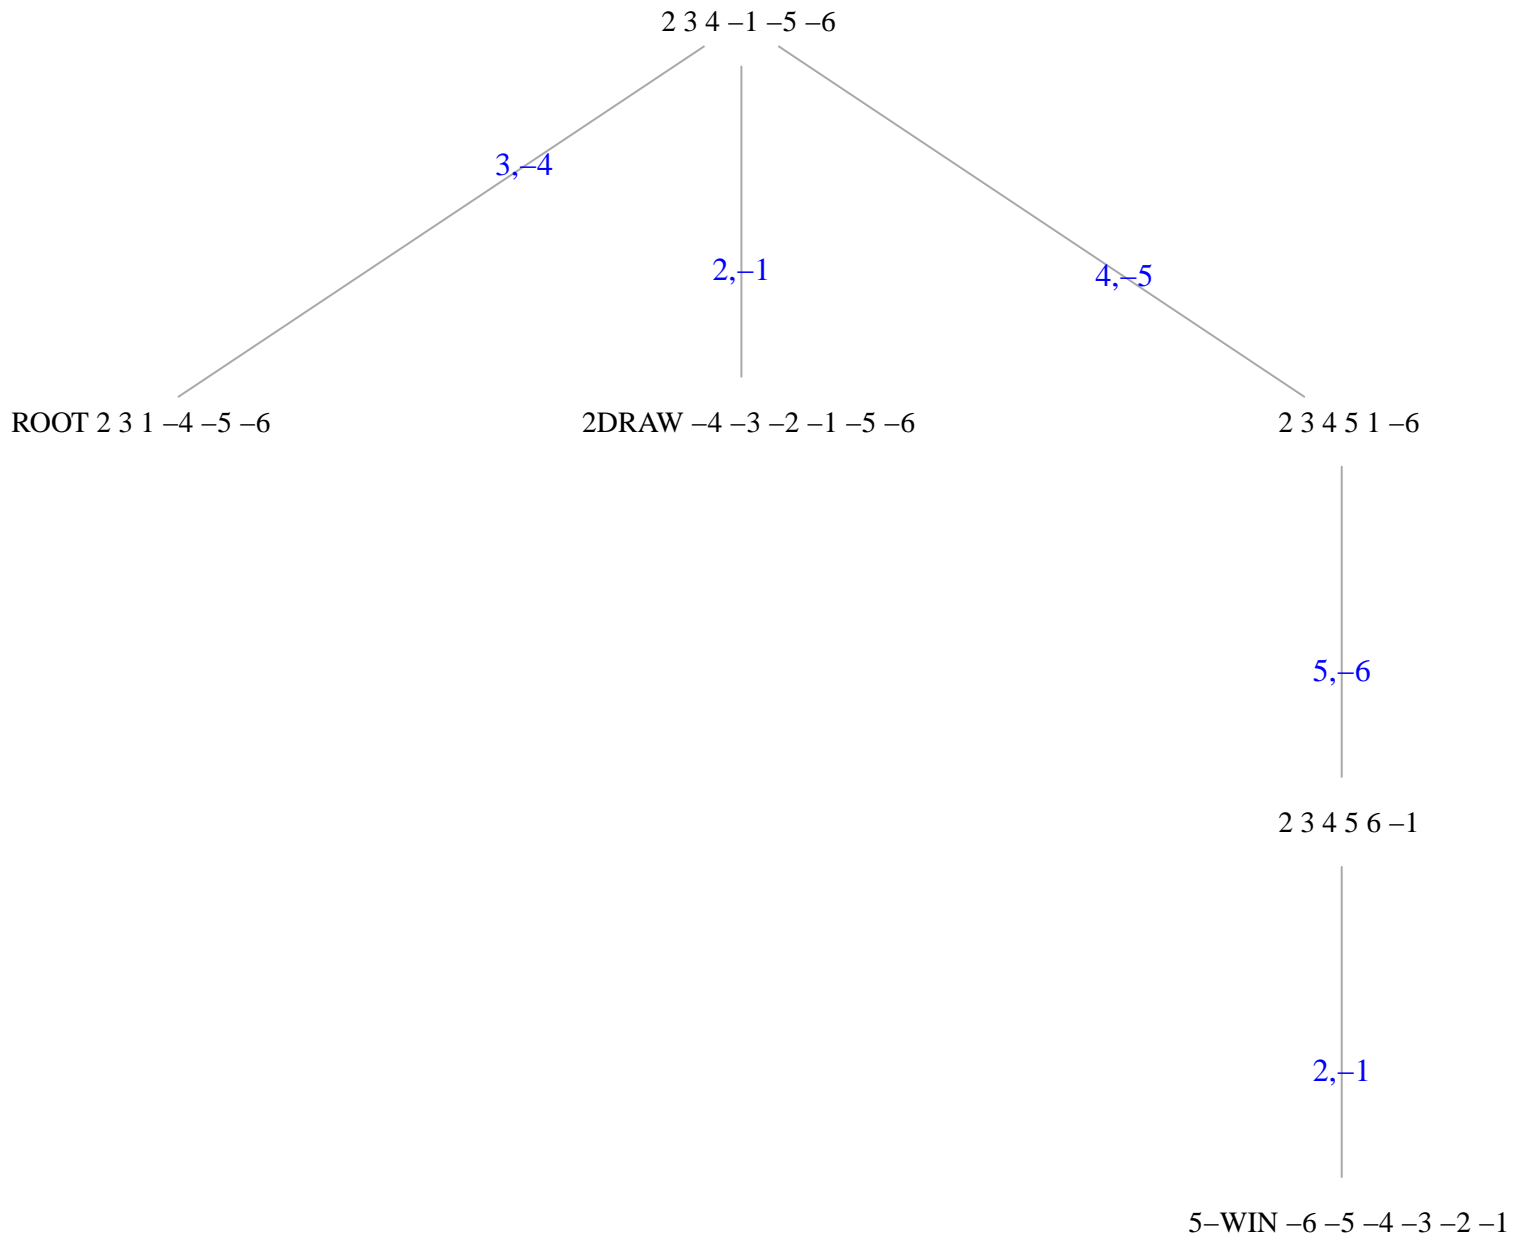 2 3 4 –1 –5 –6
3,–4
2,–1
4,–5
ROOT 2 3 1 –4 –5 –6
2DRAW –4 –3 –2 –1 –5 –6
2 3 4 5 1 –6
5,–6
2 3 4 5 6 –1
2,–1
5–WIN –6 –5 –4 –3 –2 –1